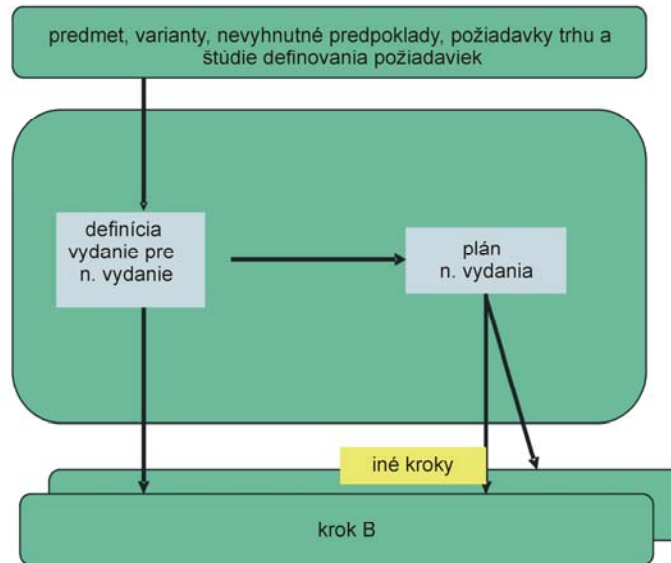 predmet, varianty, nevyhnutné predpoklady, požiadavky trhu a
štúdie definovania požiadaviek
definícia
vydanie pre
n. vydanie
plán
n. vydania
iné kroky
krok B